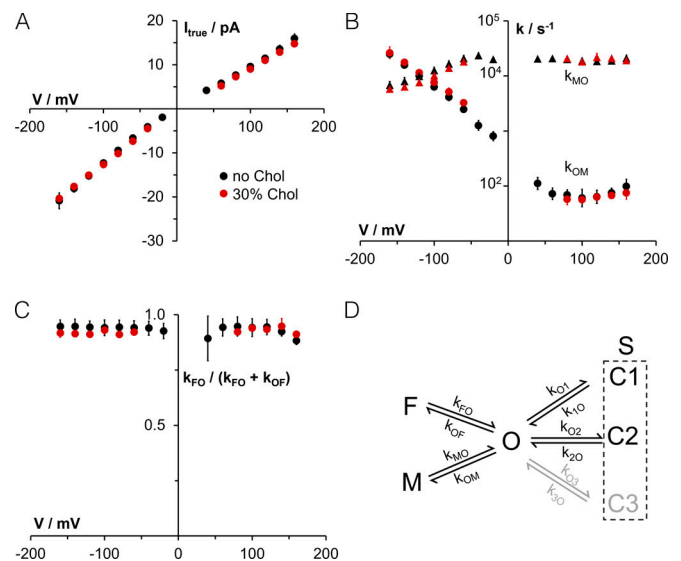 A
I_true / pA
20
10
V / mV
-200
-100
0
100
200
-10
-20
-30
no Chol
30% Chol
B
10^5
k / s^-1
10^4
k_MO
k_OM
10^2
V / mV
-200
-100
0
100
200
C
1.0
k_FO / (k_FO + k_OF)
0.5
V / mV
-200
-100
0
100
200
D
S
F
k_FO
k_OF
O
M
k_MO
k_OM
k_O1
k_1O
C1
k_O2
k_2O
C2
k_O3
k_3O
C3